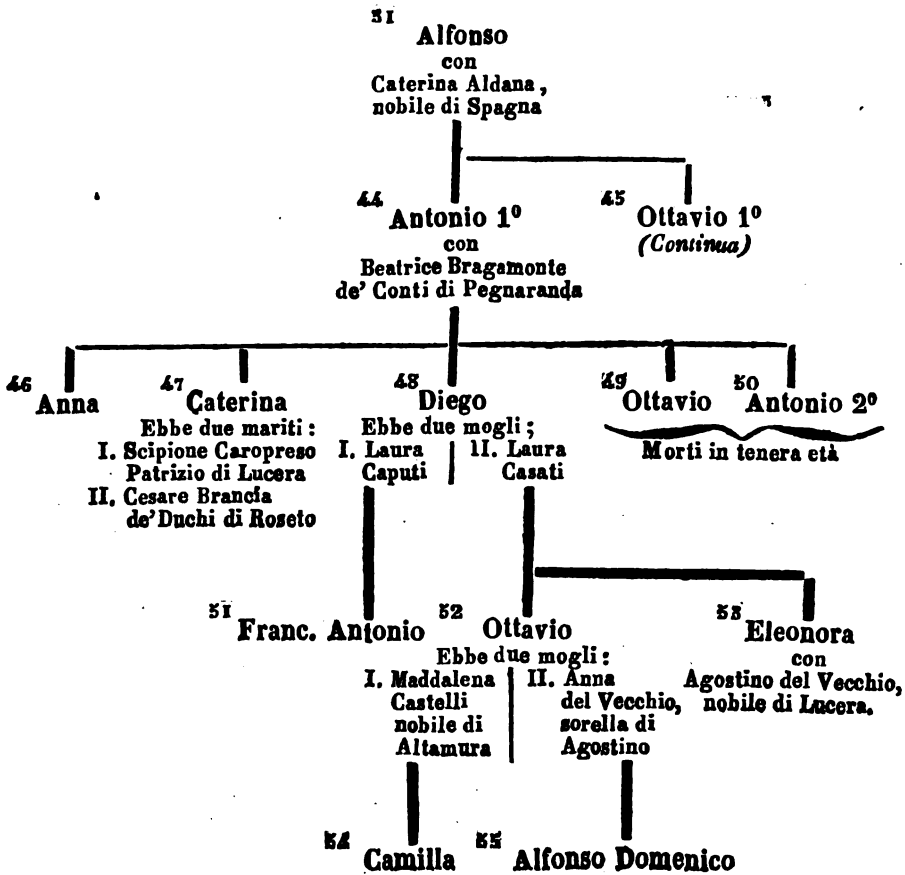 31
Alfonso
con
Caterina Aldana,
nobile di Spagna
44 Antonio 1º
con
Beatrice Bragamonte
de' Conti di Pegnaranda
45 Ottavio 1º
(Continua)
46 Anna
47 Caterina
Ebbe due mariti:
I. Scipione Caropreso
Patrizio di Lucera
II. Cesare Brancia
de' Duchi di Roseto
48 Diego
Ebbe due mogli;
I. Laura
Caputi
II. Laura
Casati
49 Ottavio
50 Antonio 2º
Morti in tenera età
51 Franc. Antonio
52 Ottavio
Ebbe due mogli:
I. Maddalena
Castelli
nobile di
Altamura
II. Anna
del Vecchio,
sorella di
Agostino
53 Eleonora
con
Agostino del Vecchio,
nobile di Lucera.
54 Camilla
55 Alfonso Domenico